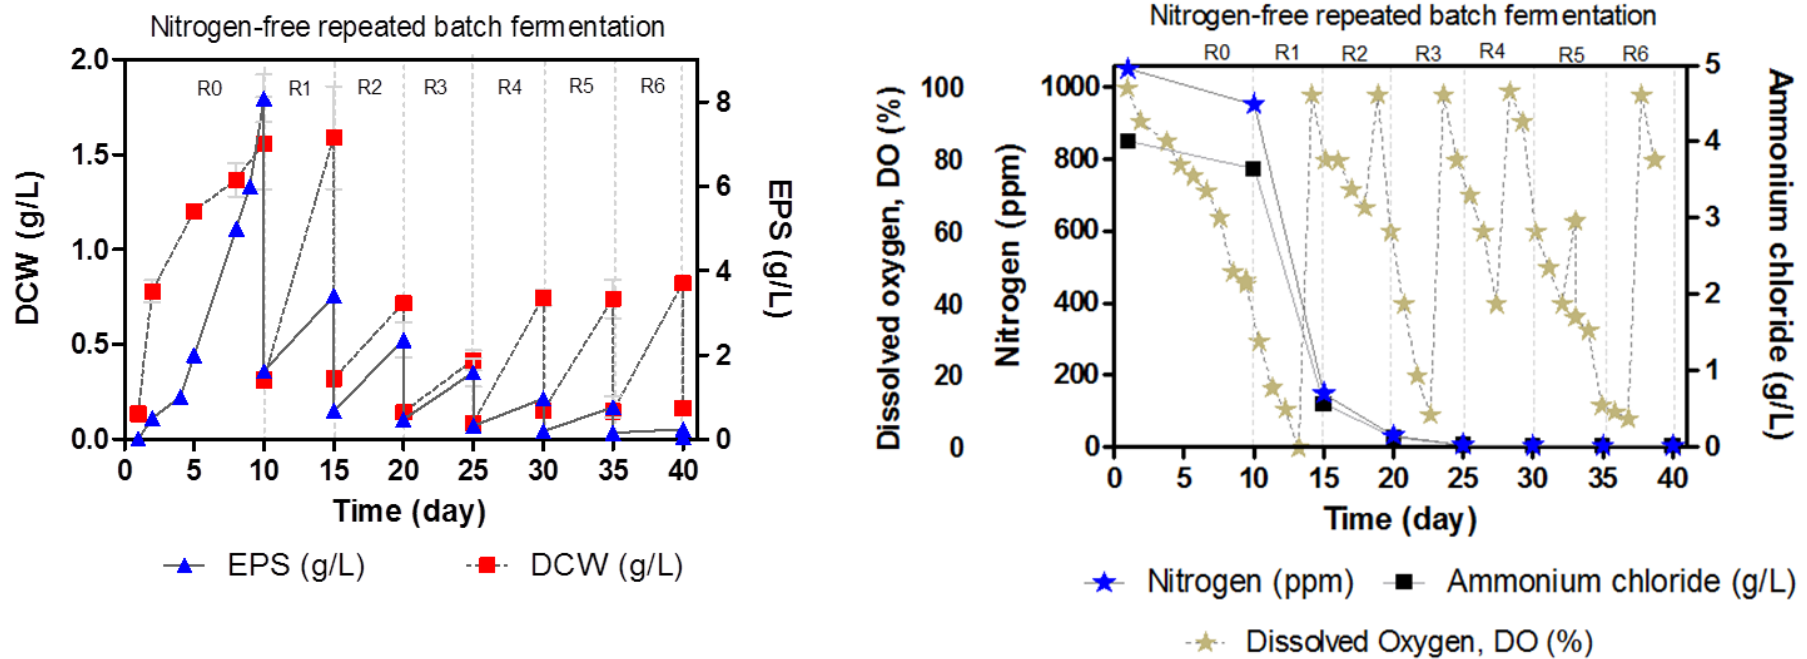 Nitrogen-free repeated batch fermentation
R0 R1 R2 R3 R4 R5 R6
2.0
1.5
1.0
0.5
0.0
DCW (g/L)
8
6
4
2
0
EPS (g/L)
0 5 10 15 20 25 30 35 40
Time (day)
EPS (g/L) DCW (g/L)
Nitrogen-free repeated batch fermentation
R0 R1 R2 R3 R4 R5 R6
100
80
60
40
20
0
Dissolved oxygen, DO (%)
1000
800
600
400
200
0
Nitrogen (ppm)
5
4
3
2
1
0
Ammonium chloride (g/L)
0 5 10 15 20 25 30 35 40
Time (day)
Nitrogen (ppm) Ammonium chloride (g/L)
Dissolved Oxygen, DO (%)